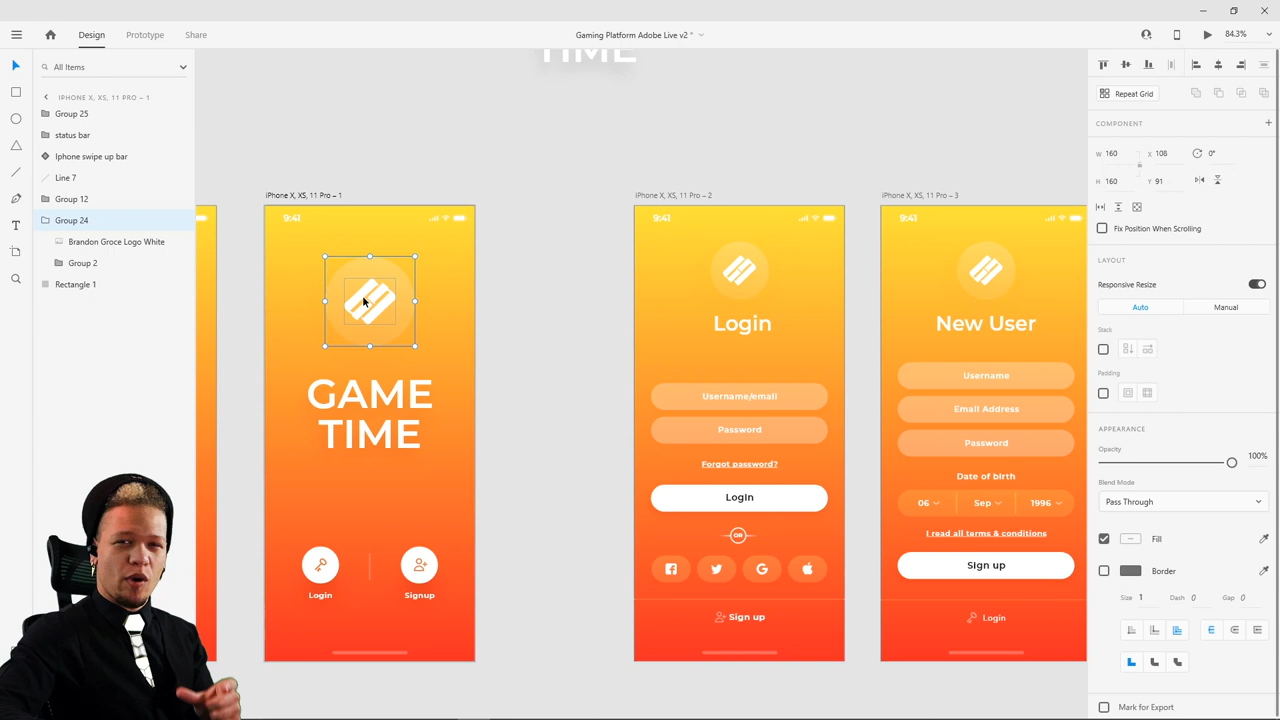 Design
Prototype
Share
Gaming Platform Adobe Live v2 *
84.3%
All Items
IPHONE X, XS, 11 PRO – 1
Group 25
status bar
Iphone swipe up bar
Line 7
Group 12
Group 24
Brandon Groce Logo White
Group 2
Rectangle 1
TIME
iPhone X, XS, 11 Pro – 1
9:41
GAME
TIME
Login
Signup
iPhone X, XS, 11 Pro – 2
9:41
Login
Username/email
Password
Forgot password?
Login
OR
Sign up
iPhone X, XS, 11 Pro – 3
9:41
New User
Username
Email Address
Password
Date of birth
06 Sep 1996
I read all terms & conditions
Sign up
Login
Repeat Grid
COMPONENT
W 160 X 108 0°
H 160 Y 91
Fix Position When Scrolling
LAYOUT
Responsive Resize
Auto Manual
Stack
Padding
APPEARANCE
Opacity
100%
Blend Mode
Pass Through
Fill
Border
Size 1 Dash 0 Gap 0
Mark for Export